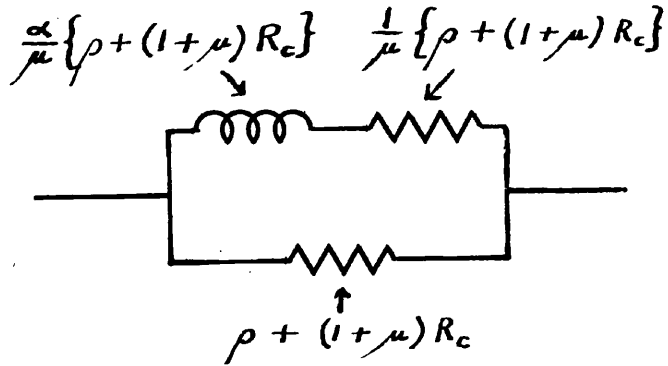 α/μ {ρ + (1 + μ) R_c}
1/μ {ρ + (1 + μ) R_c}
ρ + (1 + μ) R_c